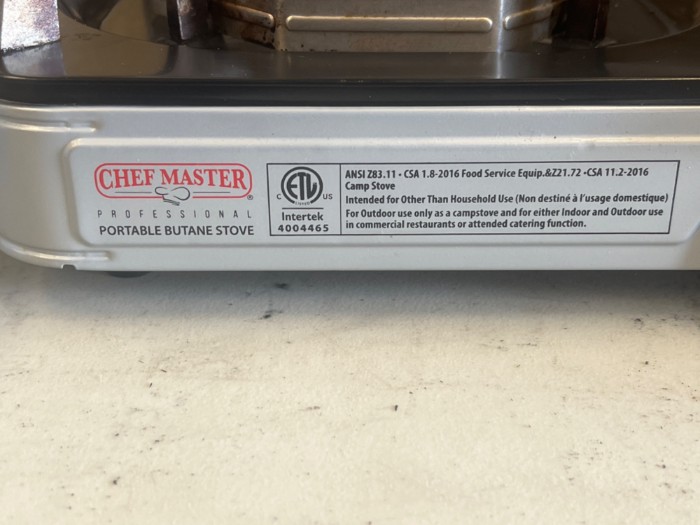 CHEF MASTER®
PROFESSIONAL
PORTABLE BUTANE STOVE
C ETL US
LISTED
Intertek
4004465
ANSI Z83.11 • CSA 1.8-2016 Food Service Equip.&Z21.72 •CSA 11.2-2016
Camp Stove
Intended for Other Than Household Use (Non destiné à l'usage domestique)
For Outdoor use only as a campstove and for either Indoor and Outdoor use
in commercial restaurants or attended catering function.